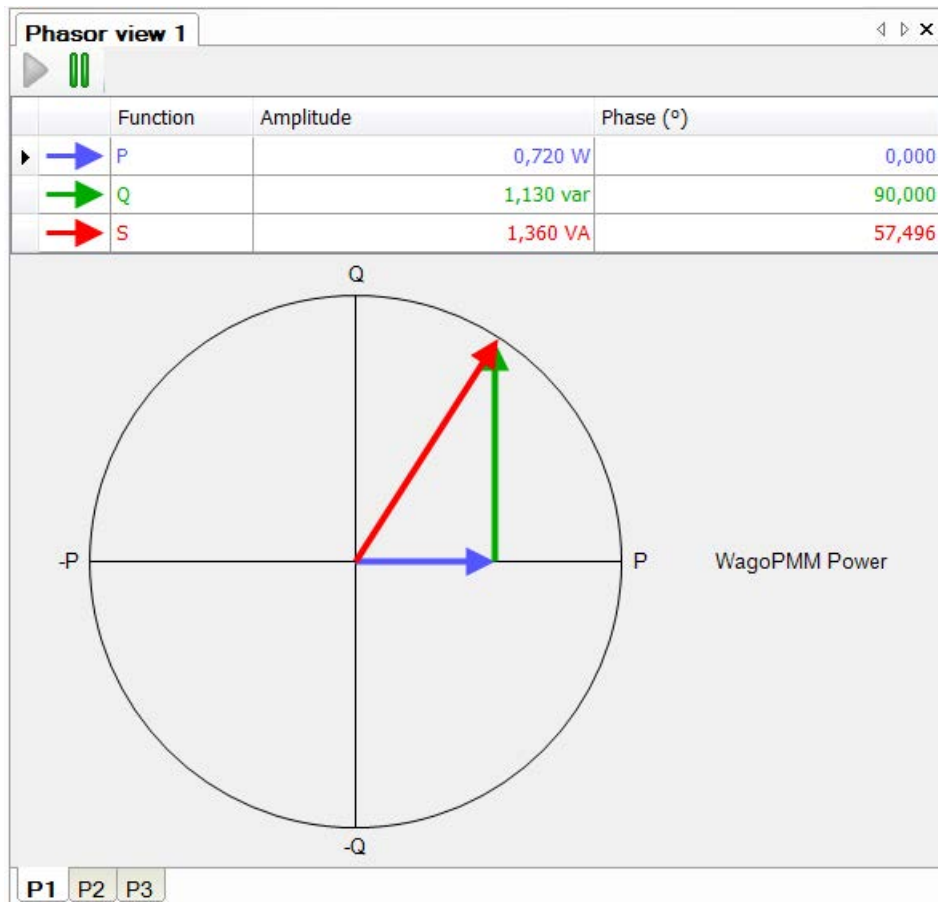 Phasor view 1
Function Amplitude Phase (°)
P 0,720 W 0,000
Q 1,130 var 90,000
S 1,360 VA 57,496
Q
-P P WagoPMM Power
-Q
P1 P2 P3